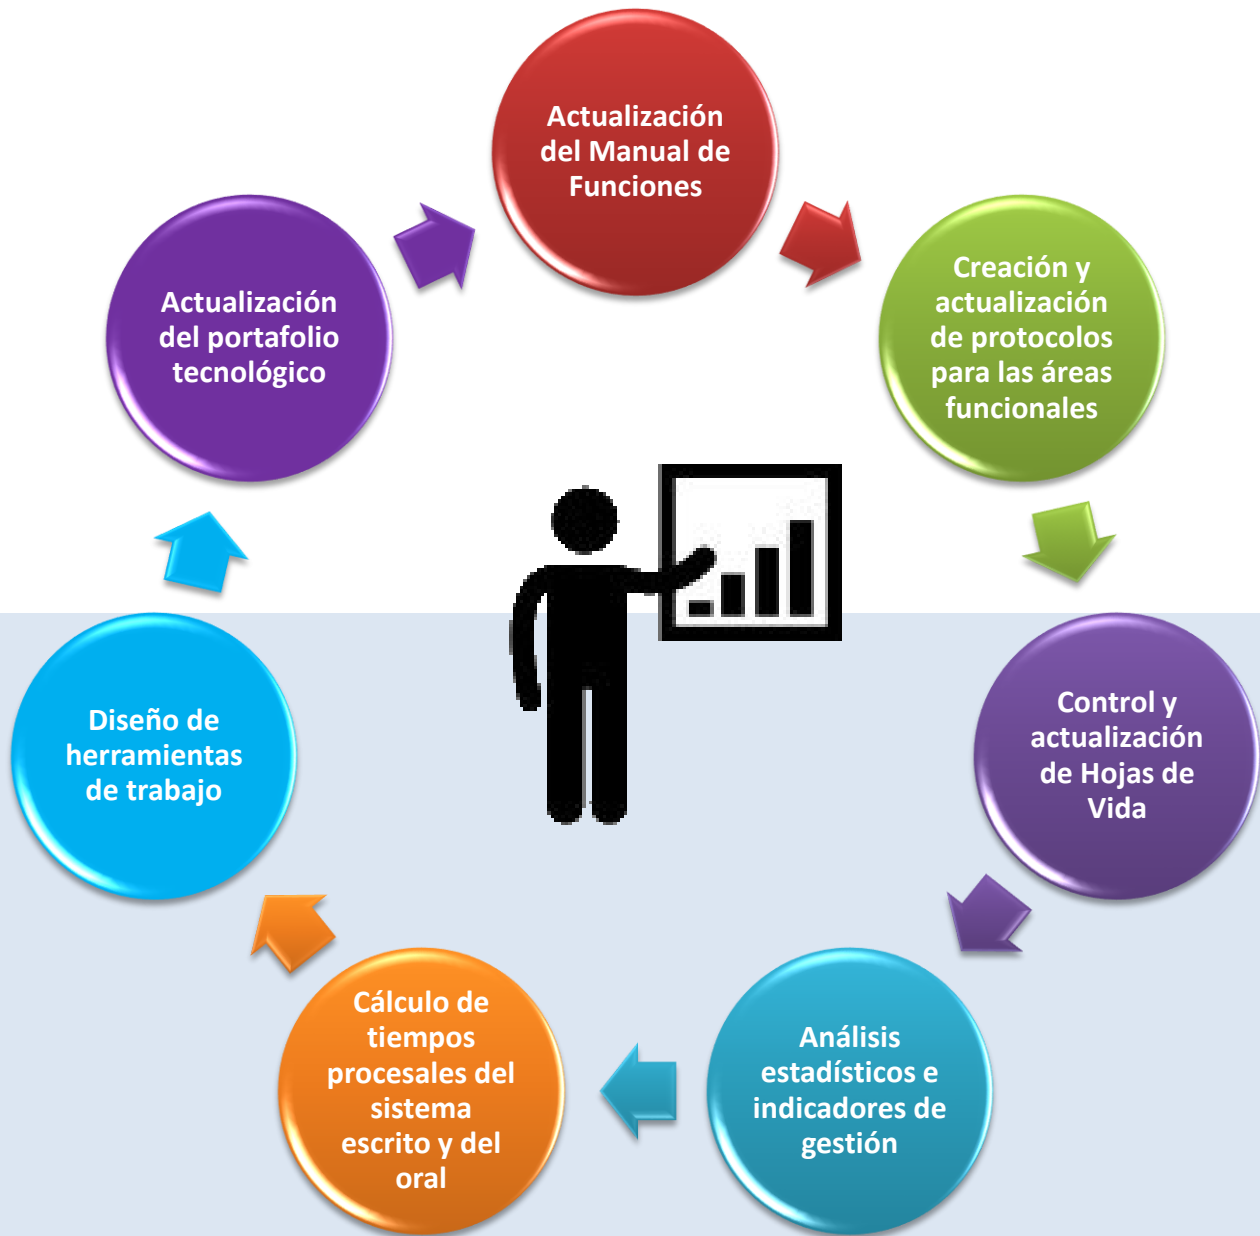 Actualización
del Manual de
Funciones
Creación y
actualización
de protocolos
para las áreas
funcionales
Control y
actualización
de Hojas de
Vida
Análisis
estadísticos e
indicadores de
gestión
Cálculo de
tiempos
procesales del
sistema
escrito y del
oral
Diseño de
herramientas
de trabajo
Actualización
del portafolio
tecnológico